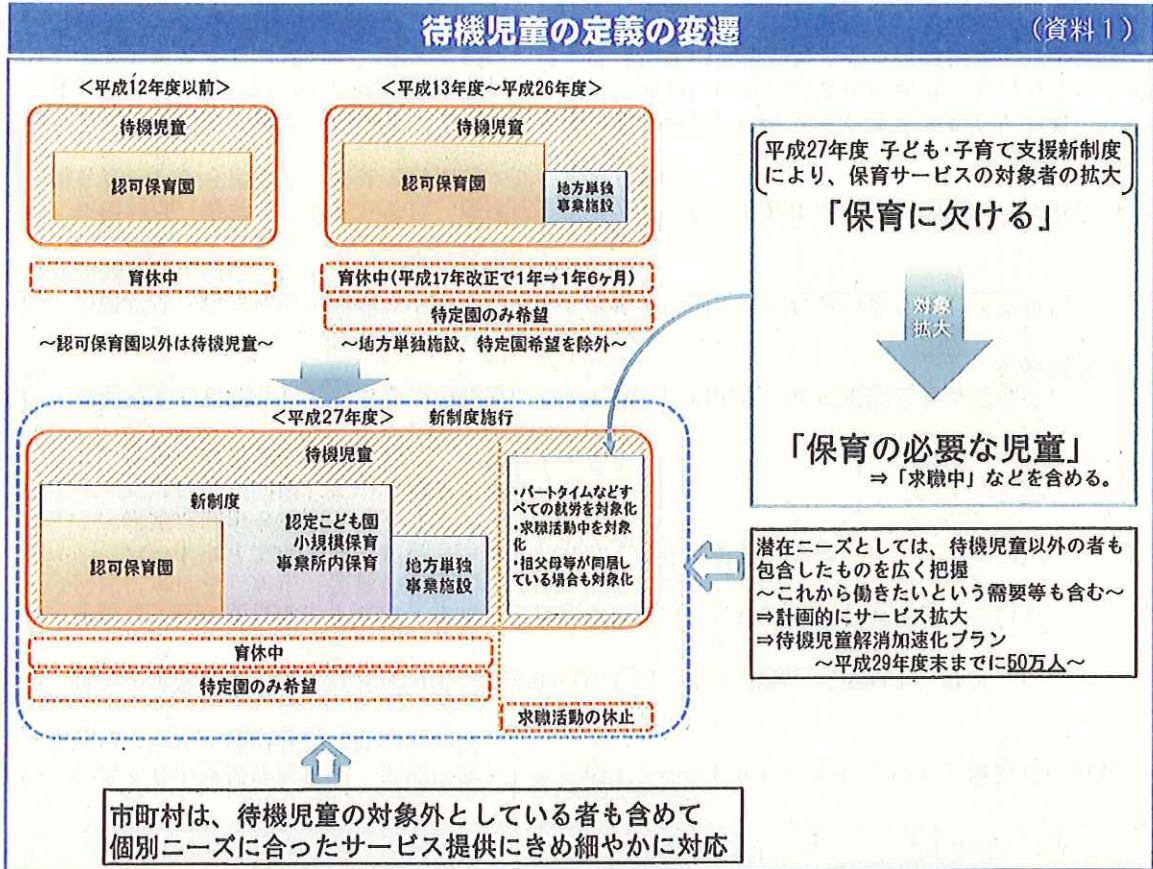 待機児童の定義の変遷
(資料1)
<平成12年度以前>
待機児童
認可保育園
育休中
～認可保育園以外は待機児童～
<平成13年度～平成26年度>
待機児童
認可保育園
地方単独
事業施設
育休中(平成17年改正で1年⇒1年6ヶ月)
特定園のみ希望
～地方単独施設、特定園希望を除外～
平成27年度 子ども・子育て支援新制度
により、保育サービスの対象者の拡大
「保育に欠ける」
対象
拡大
「保育の必要な児童」
⇒「求職中」などを含める。
<平成27年度> 新制度施行
待機児童
新制度
認可保育園
認定こども園
小規模保育
事業所内保育
地方単独
事業施設
・パートタイムなどす
べての就労を対象化
・求職活動中を対象
化
・祖父母等が同居し
ている場合も対象化
育休中
特定園のみ希望
求職活動の休止
潜在ニーズとしては、待機児童以外の者も
包含したものを広く把握
～これから働きたいという需要等も含む～
⇒計画的にサービス拡大
⇒待機児童解消加速化プラン
～平成29年度末までに50万人～
市町村は、待機児童の対象外としている者も含めて
個別ニーズに合ったサービス提供にきめ細やかに対応